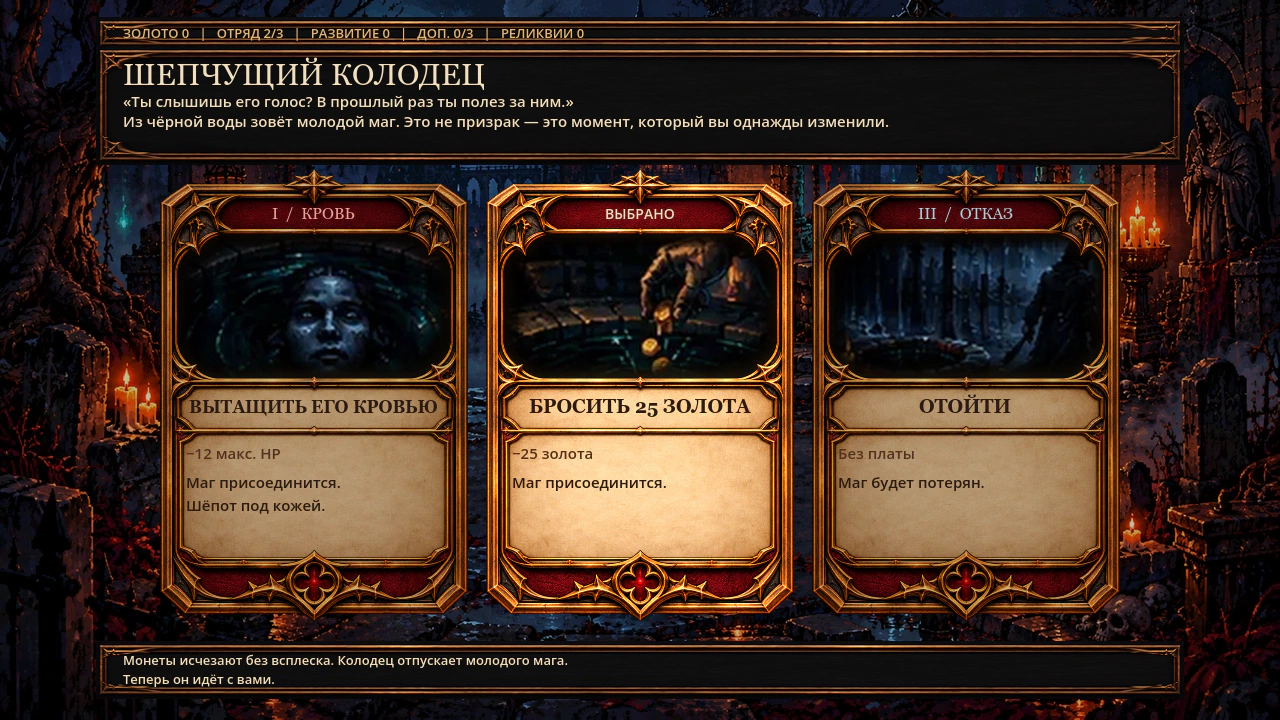 ЗОЛОТО 0 | ОТРЯД 2/3 | РАЗВИТИЕ 0 | ДОП. 0/3 | РЕЛИКВИИ 0
ШЕПЧУЩИЙ КОЛОДЕЦ
«Ты слышишь его голос? В прошлый раз ты полез за ним.»
Из чёрной воды зовёт молодой маг. Это не призрак — это момент, который вы однажды изменили.
I / КРОВЬ
ВЫТАЩИТЬ ЕГО КРОВЬЮ
−12 макс. HP
Маг присоединится.
Шёпот под кожей.
ВЫБРАНО
БРОСИТЬ 25 ЗОЛОТА
−25 золота
Маг присоединится.
III / ОТКАЗ
ОТОЙТИ
Без платы
Маг будет потерян.
Монеты исчезают без всплеска. Колодец отпускает молодого мага.
Теперь он идёт с вами.